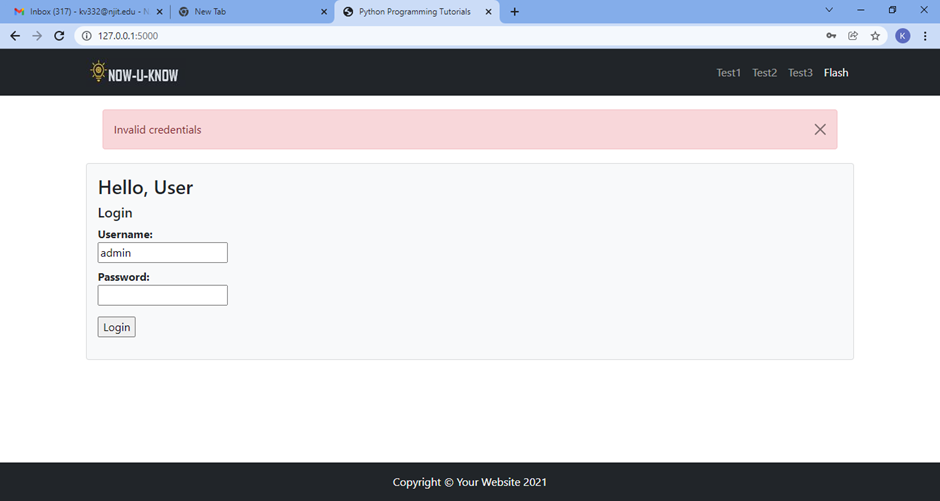 Inbox (317) - kv332@njit.edu - N
New Tab
Python Programming Tutorials
127.0.0.1:5000
K
NOW-U-KNOW
Test1 Test2 Test3 Flash
Invalid credentials
Hello, User
Login
Username:
admin
Password:
Login
Copyright © Your Website 2021